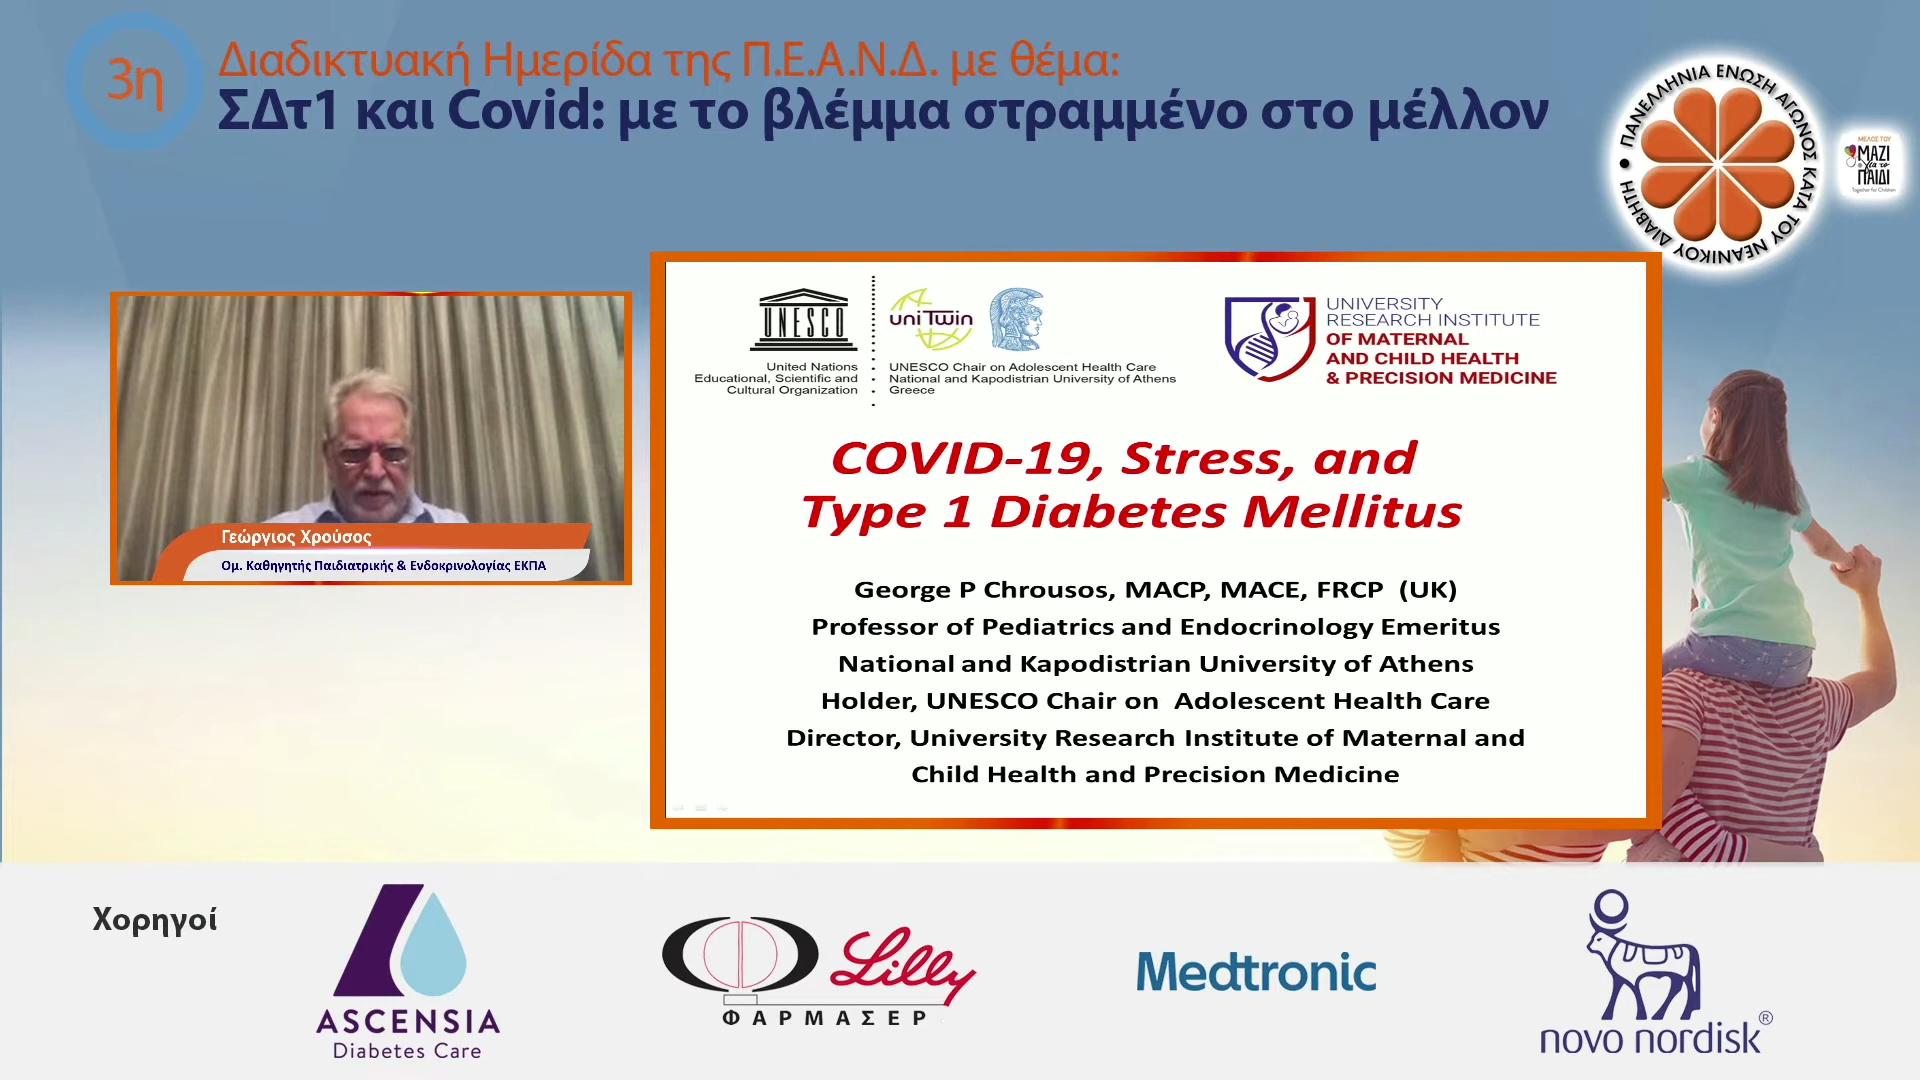 3η
Διαδικτυακή Ημερίδα της Π.Ε.Α.Ν.Δ. με θέμα:
ΣΔτ1 και Covid: με το βλέμμα στραμμένο στο μέλλον
ΠΑΝΕΛΛΗΝΙΑ ΕΝΩΣΗ ΑΓΩΝΟΣ ΚΑΤΑ ΤΟΥ ΝΕΑΝΙΚΟΥ ΔΙΑΒΗΤΗ •
ΜΕΛΟΣ ΤΟΥ
ΜΑΖΙ
για το
ΠΑΙΔΙ
Together for Children
UNESCO
United Nations
Educational, Scientific and
Cultural Organization
uniTwin
UNESCO Chair on Adolescent Health Care
National and Kapodistrian University of Athens
Greece
UNIVERSITY
RESEARCH INSTITUTE
OF MATERNAL
AND CHILD HEALTH
& PRECISION MEDICINE
COVID-19, Stress, and
Type 1 Diabetes Mellitus
George P Chrousos, MACP, MACE, FRCP (UK)
Professor of Pediatrics and Endocrinology Emeritus
National and Kapodistrian University of Athens
Holder, UNESCO Chair on Adolescent Health Care
Director, University Research Institute of Maternal and
Child Health and Precision Medicine
Γεώργιος Χρούσος
Ομ. Καθηγητής Παιδιατρικής & Ενδοκρινολογίας ΕΚΠΑ
Χορηγοί
ASCENSIA
Diabetes Care
Lilly
ΦΑΡΜΑΣΕΡ
Medtronic
novo nordisk®